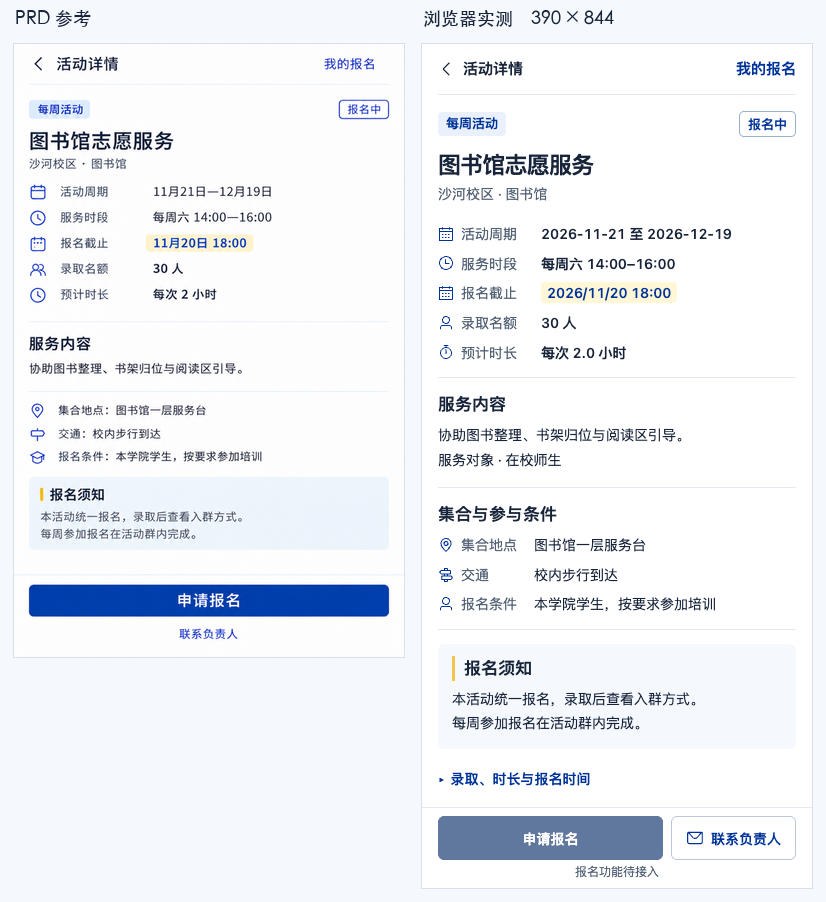 PRD 参考
活动详情
我的报名
每周活动
报名中
图书馆志愿服务
沙河校区 · 图书馆
活动周期 11月21日—12月19日
服务时段 每周六 14:00—16:00
报名截止 11月20日 18:00
录取名额 30 人
预计时长 每次 2 小时
服务内容
协助图书整理、书架归位与阅读区引导。
集合地点：图书馆一层服务台
交通：校内步行到达
报名条件：本学院学生，按要求参加培训
报名须知
本活动统一报名，录取后查看入群方式。
每周参加报名在活动群内完成。
申请报名
联系负责人
浏览器实测 390 × 844
活动详情
我的报名
每周活动
报名中
图书馆志愿服务
沙河校区 · 图书馆
活动周期 2026-11-21 至 2026-12-19
服务时段 每周六 14:00–16:00
报名截止 2026/11/20 18:00
录取名额 30 人
预计时长 每次 2.0 小时
服务内容
协助图书整理、书架归位与阅读区引导。
服务对象 · 在校师生
集合与参与条件
集合地点 图书馆一层服务台
交通 校内步行到达
报名条件 本学院学生，按要求参加培训
报名须知
本活动统一报名，录取后查看入群方式。
每周参加报名在活动群内完成。
录取、时长与报名时间
申请报名
联系负责人
报名功能待接入